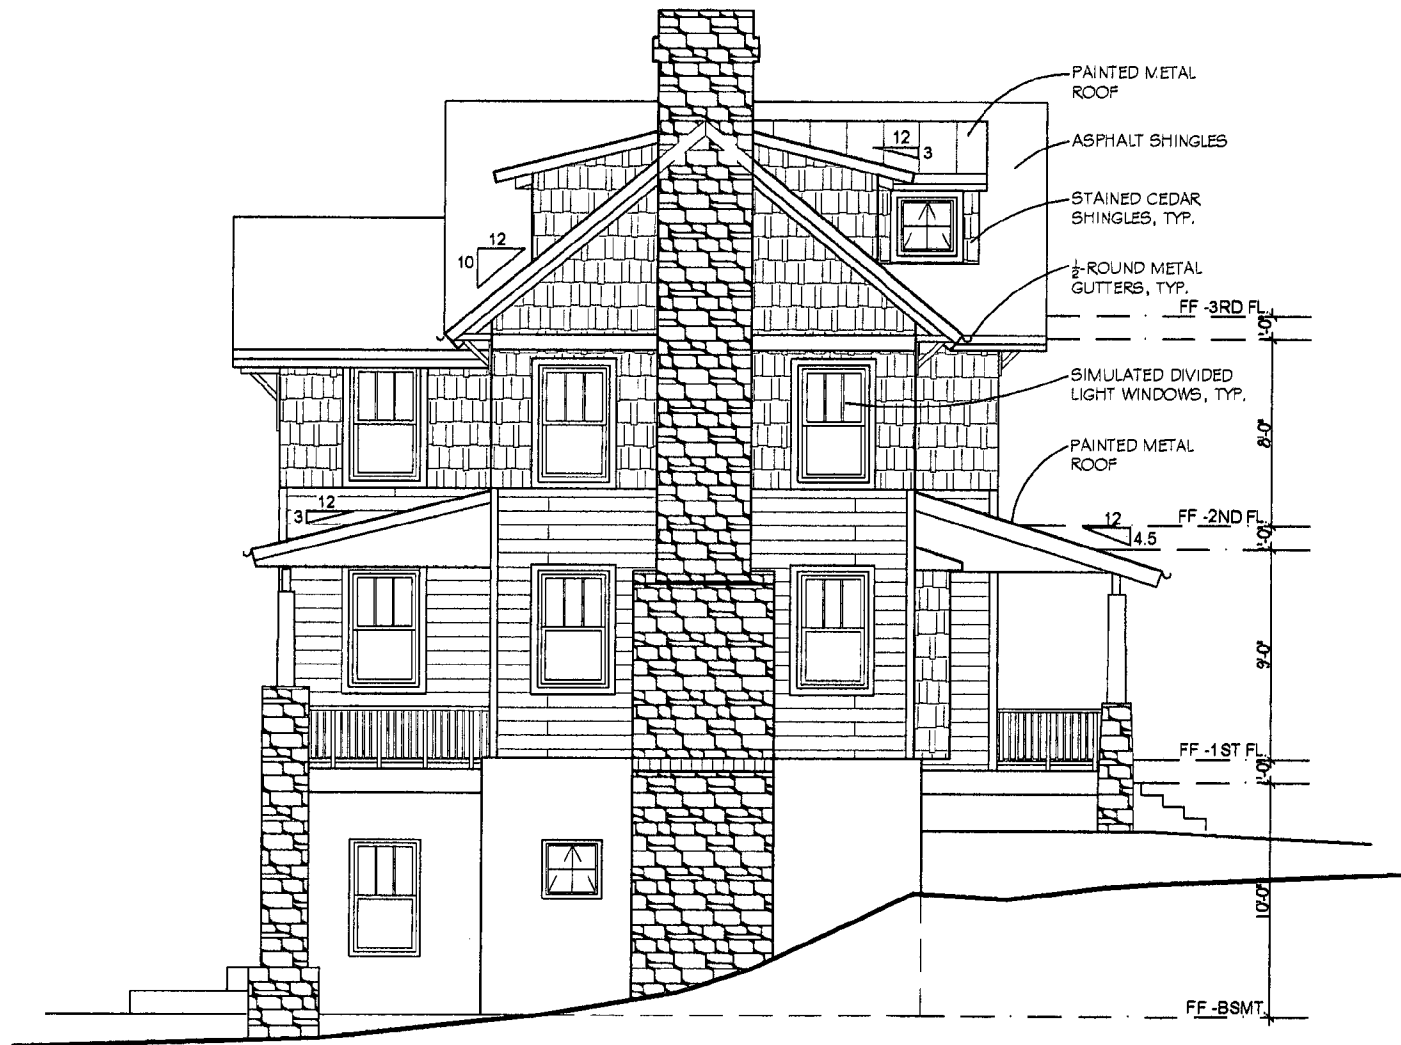 PAINTED METAL
ROOF
12
3
ASPHALT SHINGLES
STAINED CEDAR
SHINGLES, TYP.
12
10
½-ROUND METAL
GUTTERS, TYP.
FF -3RD FL.
1'-0"
SIMULATED DIVIDED
LIGHT WINDOWS, TYP.
8'-0"
PAINTED METAL
ROOF
12
3
FF -2ND FL.
12
4.5
1'-0"
9'-0"
FF -1ST FL.
1'-0"
10'-0"
FF -BSMT.